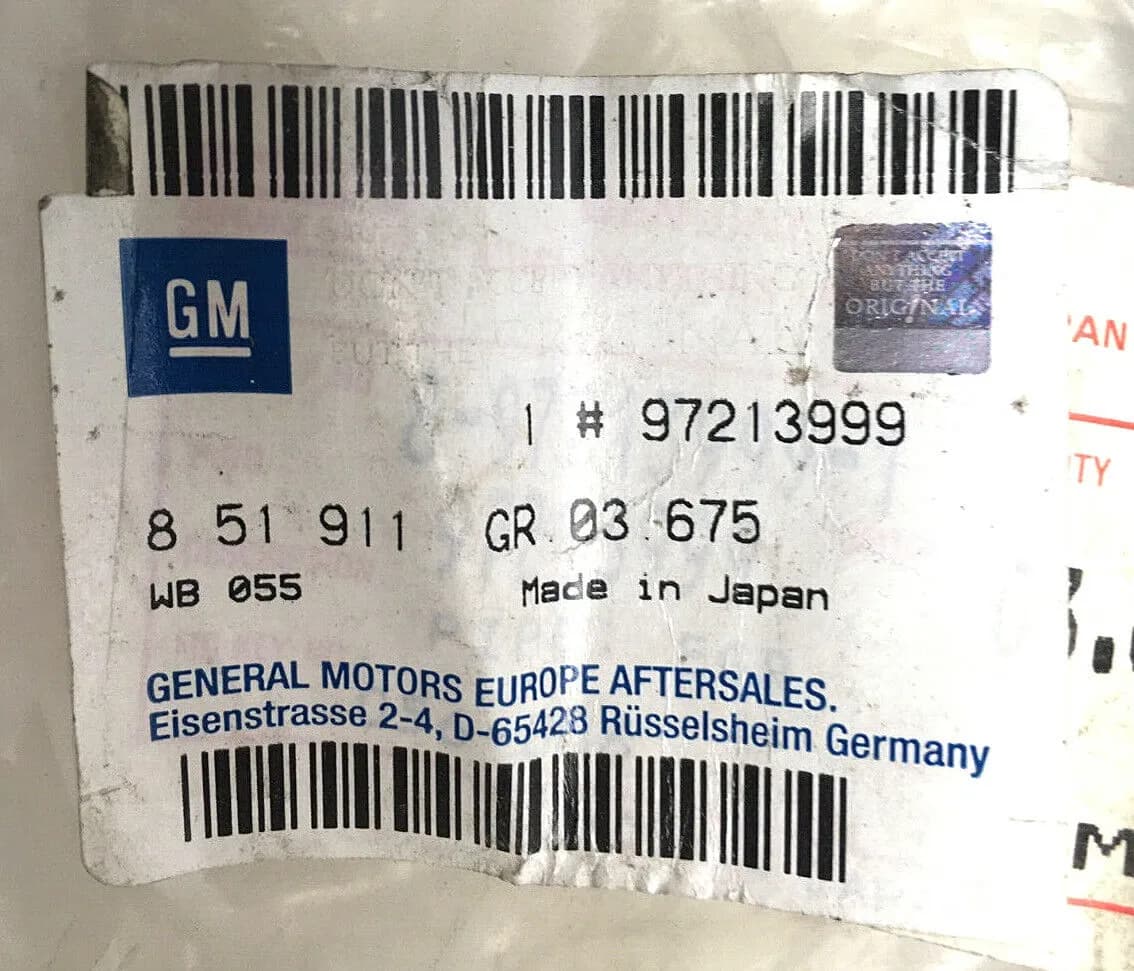 GM
DON'T ACCEPT
ANYTHING
BUT THE
ORIGINAL
1 # 97213999
8 51 911 GR 03.675
WB 055 Made in Japan
GENERAL MOTORS EUROPE AFTERSALES.
Eisenstrasse 2-4, D-65428 Rüsselsheim Germany
AN
TY
M